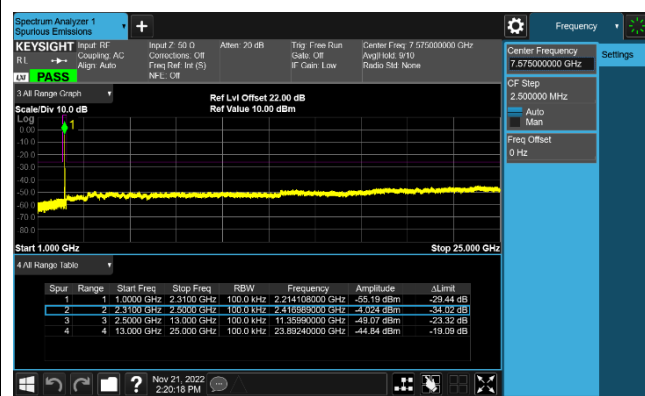 Spectrum Analyzer 1
Spurious Emissions
Frequency
KEYSIGHT
Input: RF
Coupling: AC
Align: Auto
Input Z: 50 Ω
Corrections: Off
Freq Ref: Int (S)
NFE: Off
Atten: 20 dB
Trig: Free Run
Gate: Off
IF Gain: Low
Center Freq: 7.575000000 GHz
Avg|Hold: 9/10
Radio Std: None
RL
LXI PASS
Center Frequency
7.575000000 GHz
Settings
CF Step
2.500000 MHz
Auto
Man
Freq Offset
0 Hz
3 All Range Graph
Scale/Div 10.0 dB
Ref Lvl Offset 22.00 dB
Ref Value 10.00 dBm
Log
1
0.00
-10.0
-20.0
-30.0
-40.0
-50.0
-60.0
-70.0
-80.0
Start 1.000 GHz
Stop 25.000 GHz
4 All Range Table
Spur Range Start Freq Stop Freq RBW Frequency Amplitude ΔLimit
1 1 1.0000 GHz 2.3100 GHz 100.0 kHz 2.214108000 GHz -55.19 dBm -29.44 dB
2 2 2.3100 GHz 2.5000 GHz 100.0 kHz 2.416989000 GHz -4.024 dBm -34.02 dB
3 3 2.5000 GHz 13.000 GHz 100.0 kHz 11.35990000 GHz -49.07 dBm -23.32 dB
4 4 13.000 GHz 25.000 GHz 100.0 kHz 23.89240000 GHz -44.84 dBm -19.09 dB
?
Nov 21, 2022
2:20:18 PM